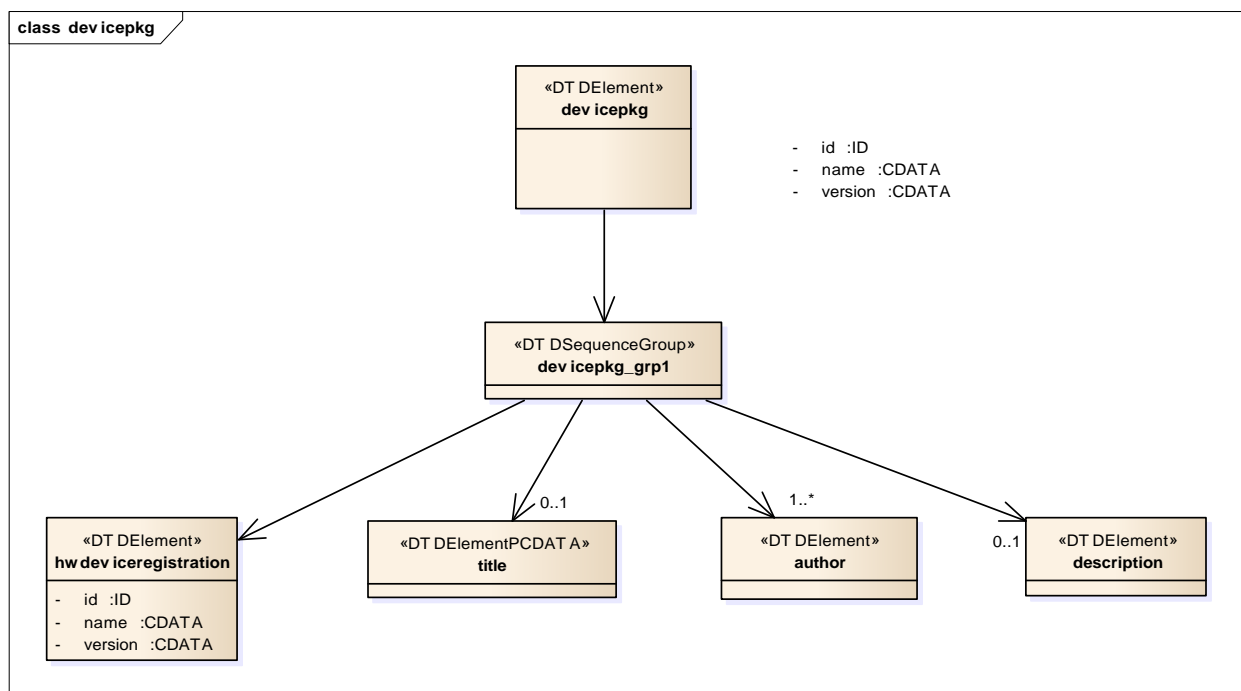 class devicepkg
«DTDElement»
devicepkg
- id :ID
- name :CDATA
- version :CDATA
«DTDSequenceGroup»
devicepkg_grp1
0..1
1..*
0..1
«DTDElement»
hwdeviceregistration
- id :ID
- name :CDATA
- version :CDATA
«DTDElementPCDATA»
title
«DTDElement»
author
«DTDElement»
description